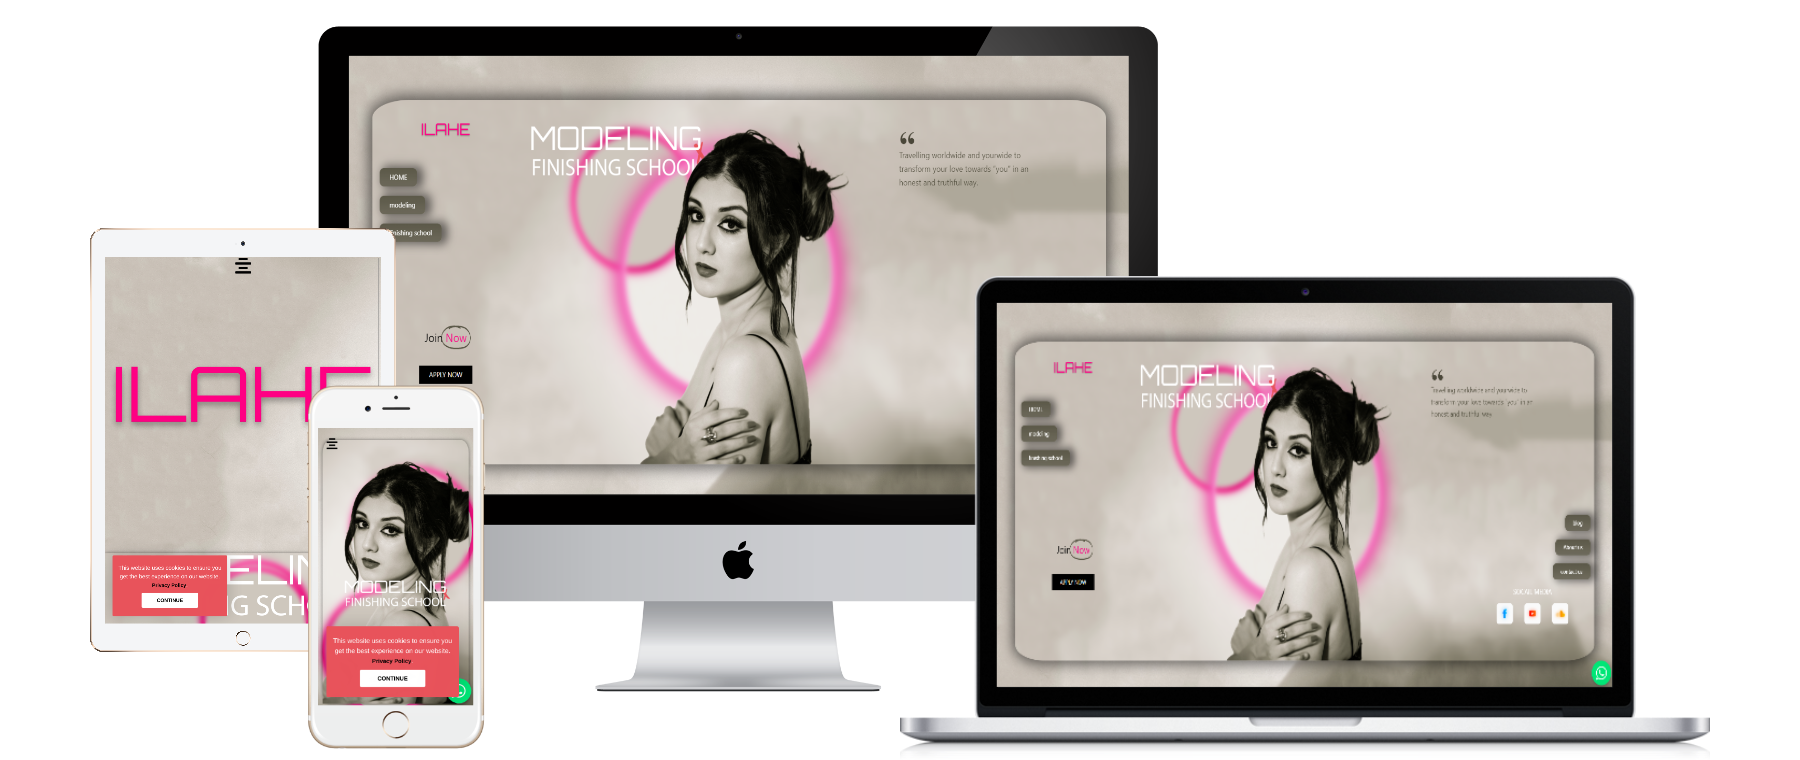 ILAHE
MODELING
FINISHING SCHOOL
HOME
modeling
finishing school
Travelling worldwide and yourwide to
transform your love towards "you" in an
honest and truthful way.
Join Now
APPLY NOW
ILAHE
ELIN
G SCH
This website uses cookies to ensure you
get the best experience on our website.
Privacy Policy
CONTINUE
MODELING
FINISHING SCHOOL
This website uses cookies to ensure you
get the best experience on our website.
Privacy Policy
CONTINUE
ILAHE
MODELING
FINISHING SCHOOL
HOME
modeling
finishing school
Travelling worldwide and yourwide to
transform your love towards "you" in an
honest and truthful way.
Join Now
APPLY NOW
Blog
About us
contact us
SOCIAL MEDIA